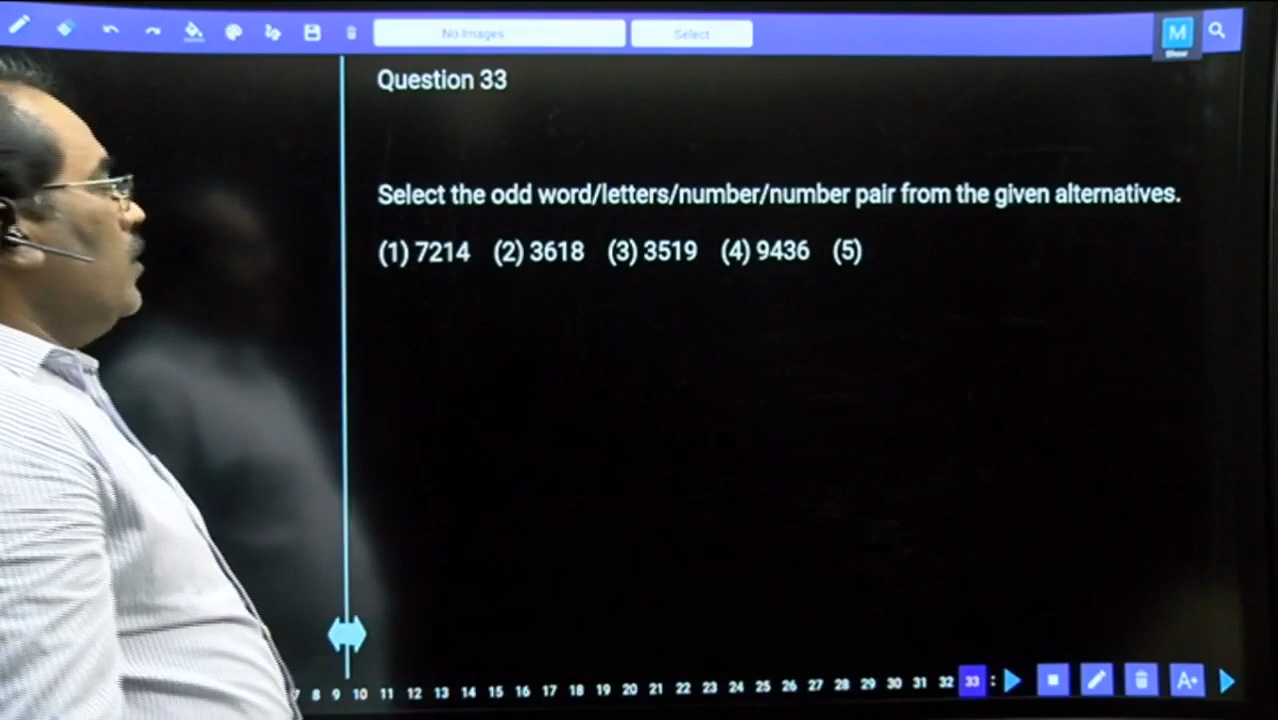 No Images Select M
Show
Question 33
Select the odd word/letters/number/number pair from the given alternatives.
(1) 7214 (2) 3618 (3) 3519 (4) 9436 (5)
7 8 9 10 11 12 13 14 15 16 17 18 19 20 21 22 23 24 25 26 27 28 29 30 31 32 33 : A+